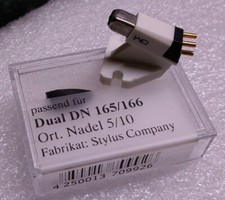 passend für
Dual DN 165/166
Ort. Nadel 5/10
Fabrikat: Stylus Company
4 250013 709926